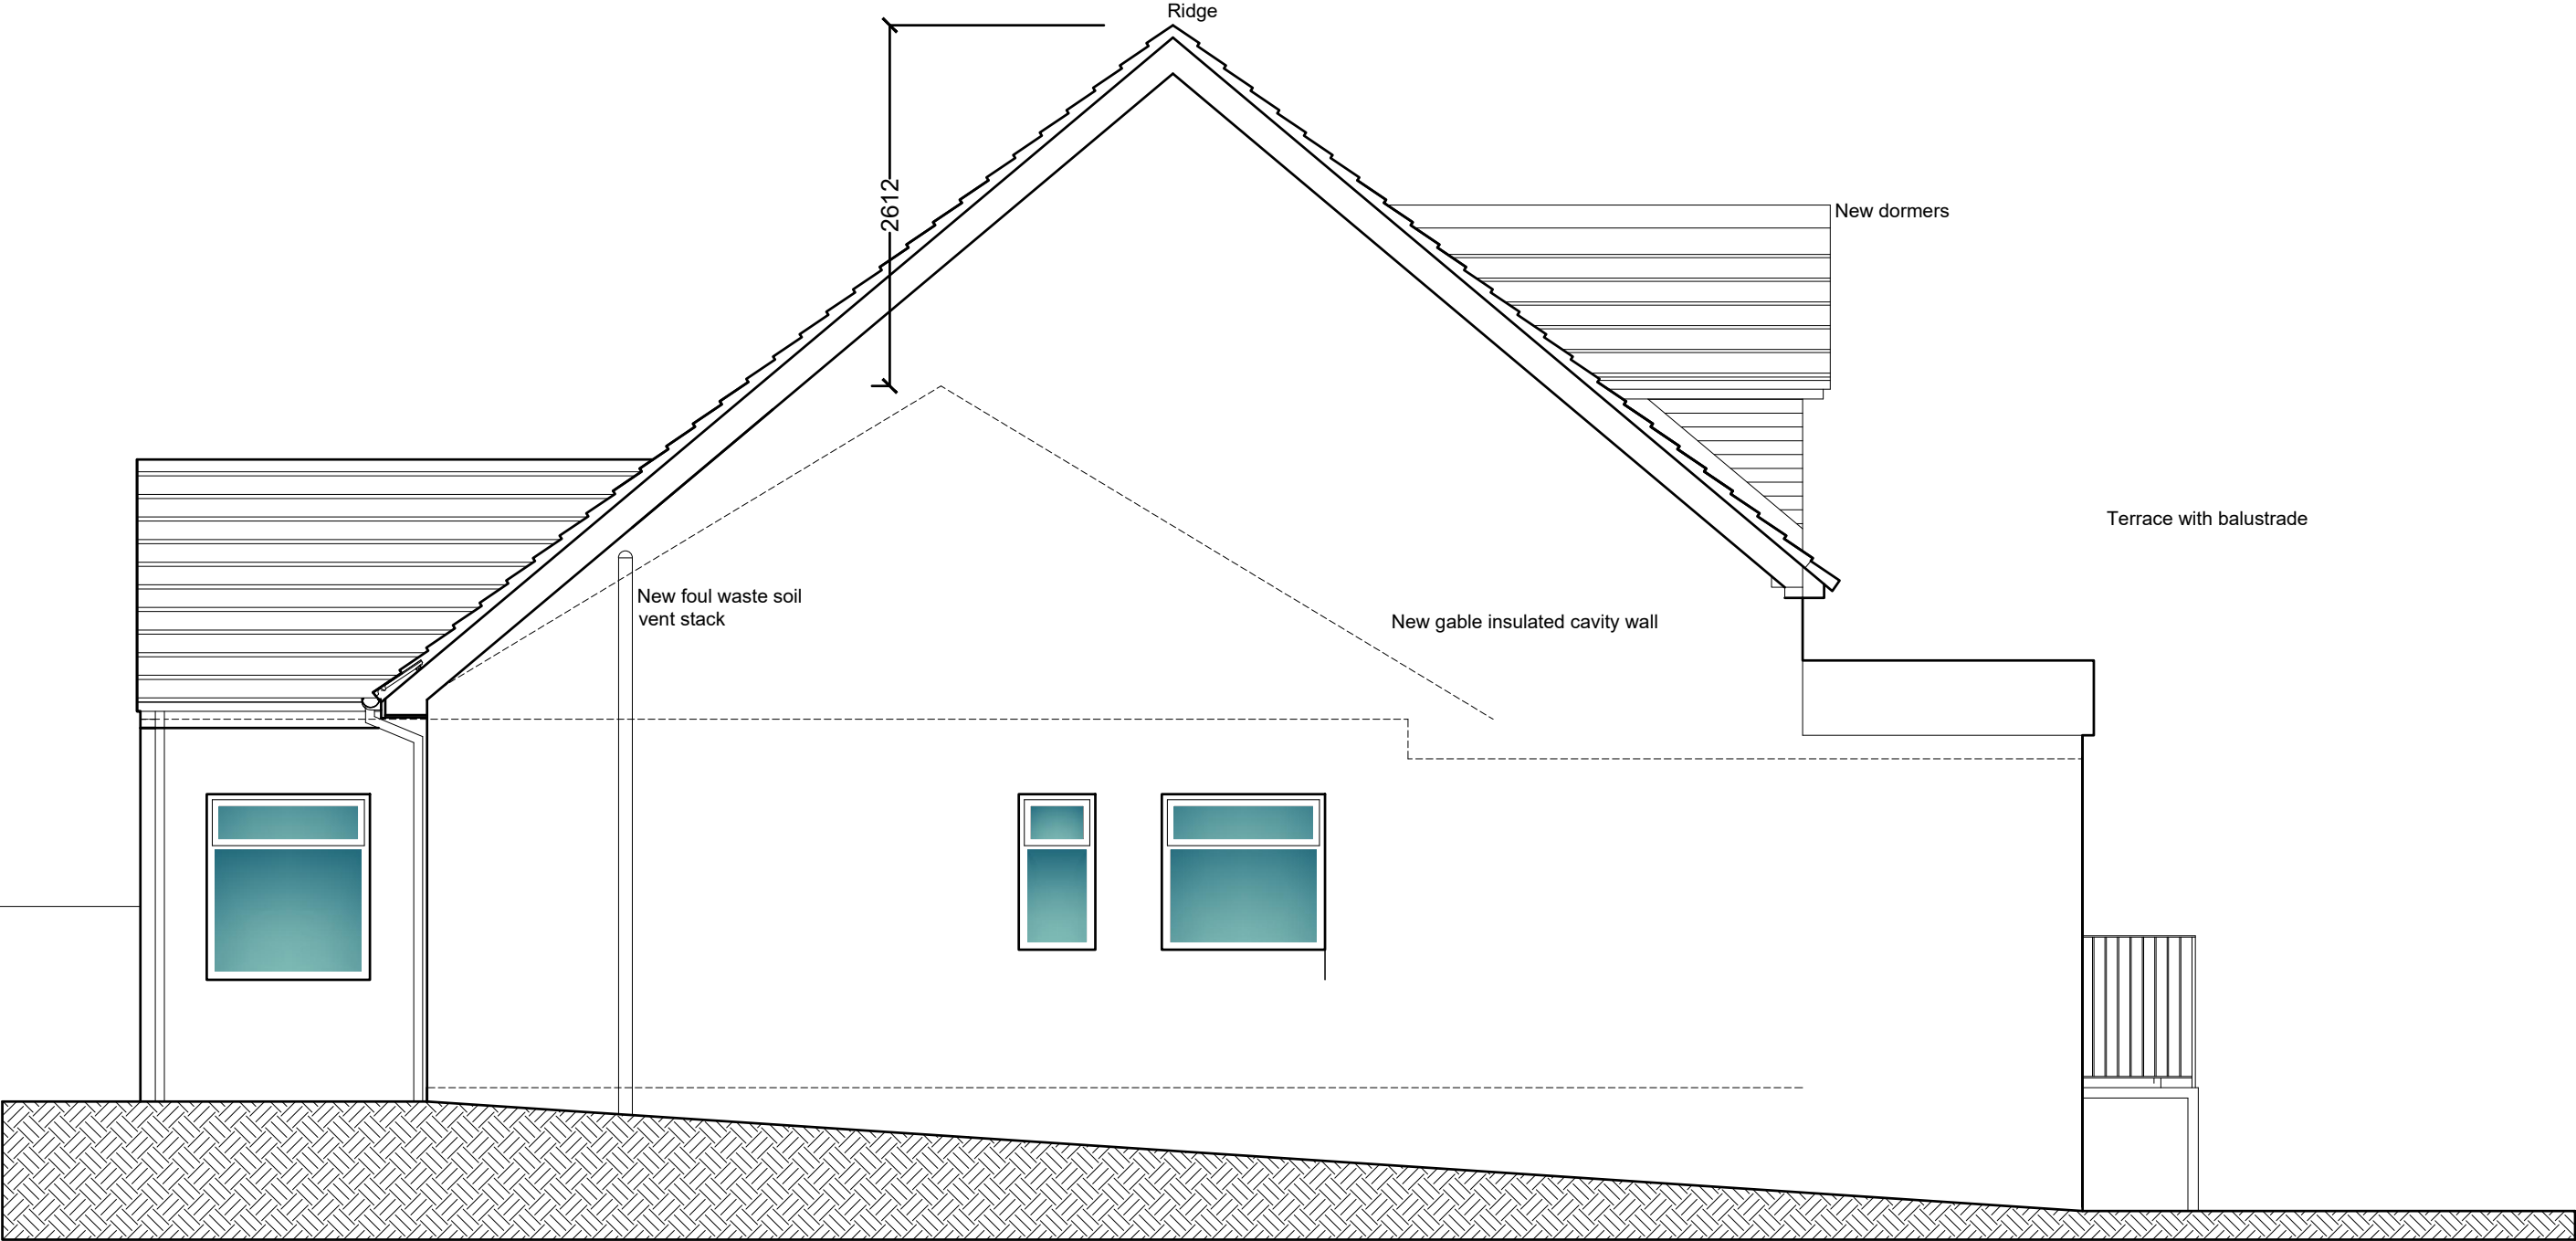 Ridge
2612
New dormers
Terrace with balustrade
New foul waste soil
vent stack
New gable insulated cavity wall